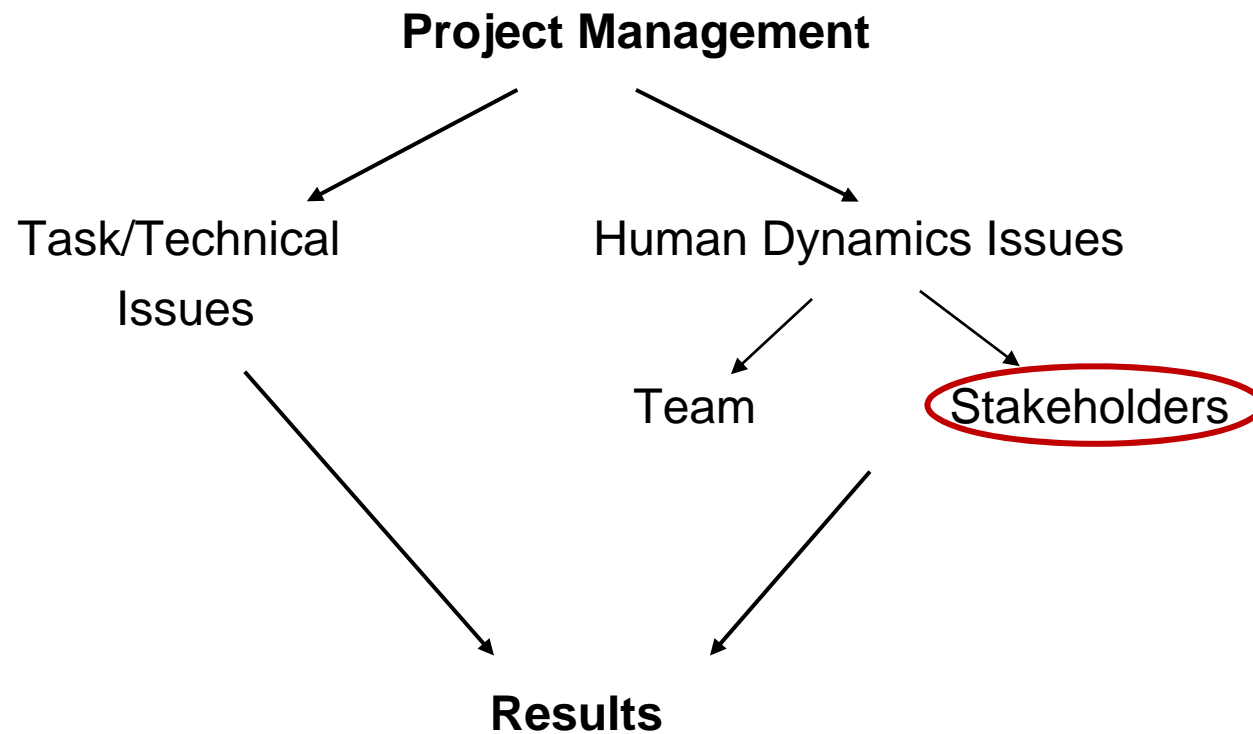 Project Management
Task/Technical
Issues
Human Dynamics Issues
Team
Stakeholders
Results